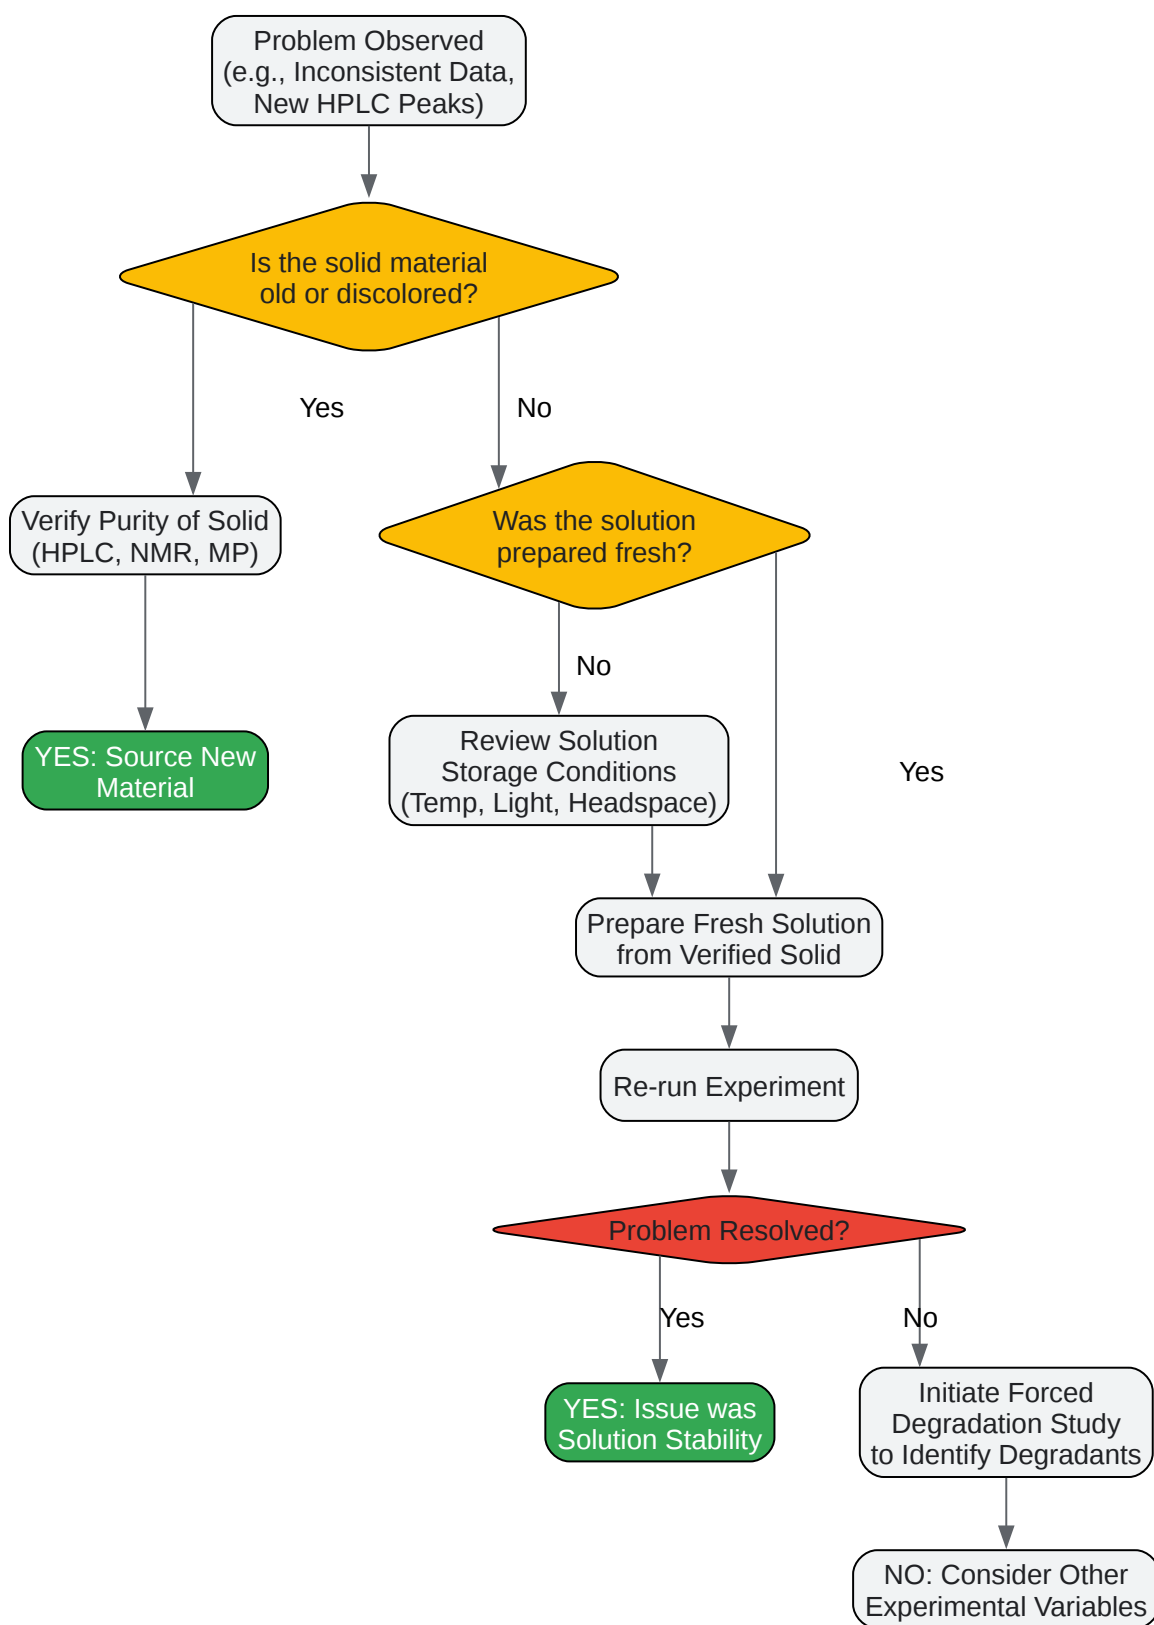 Problem Observed
(e.g., Inconsistent Data,
New HPLC Peaks)
Is the solid material
old or discolored?
Yes
No
Verify Purity of Solid
(HPLC, NMR, MP)
Was the solution
prepared fresh?
No
YES: Source New
Material
Review Solution
Storage Conditions
(Temp, Light, Headspace)
Yes
Prepare Fresh Solution
from Verified Solid
Re-run Experiment
Problem Resolved?
Yes
No
YES: Issue was
Solution Stability
Initiate Forced
Degradation Study
to Identify Degradants
NO: Consider Other
Experimental Variables